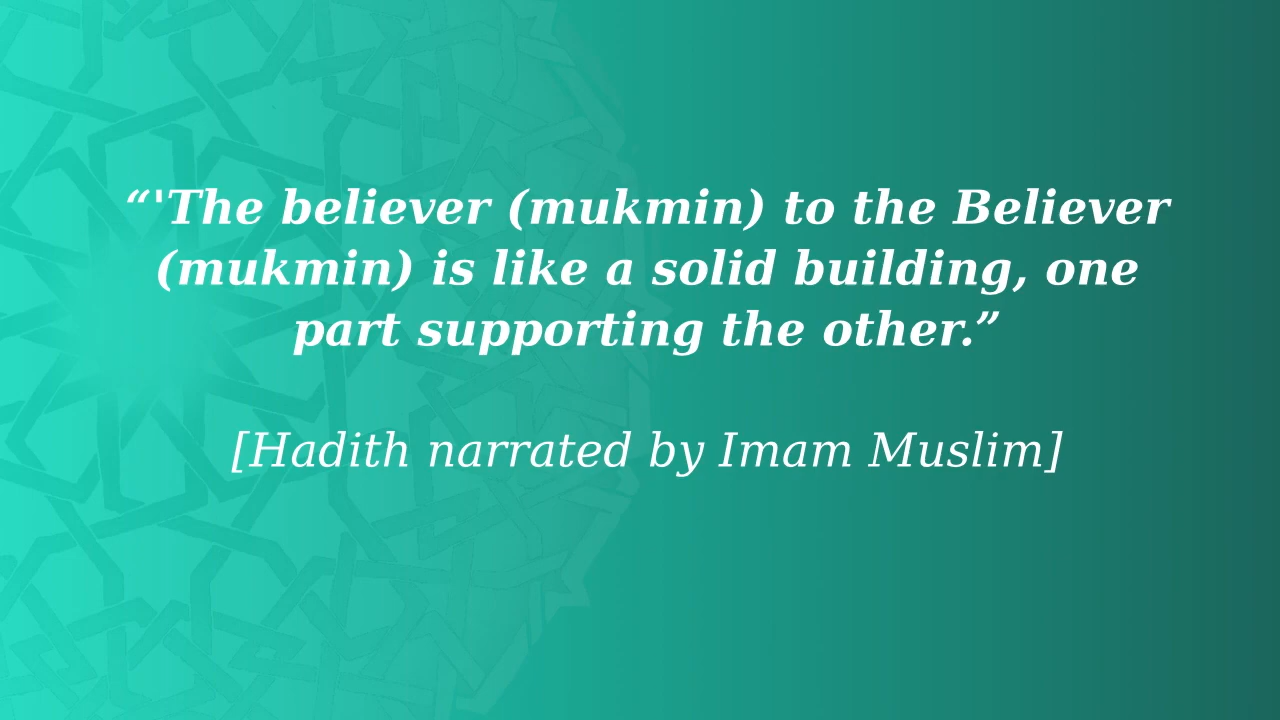 “'The believer (mukmin) to the Believer
(mukmin) is like a solid building, one
part supporting the other.”
[Hadith narrated by Imam Muslim]